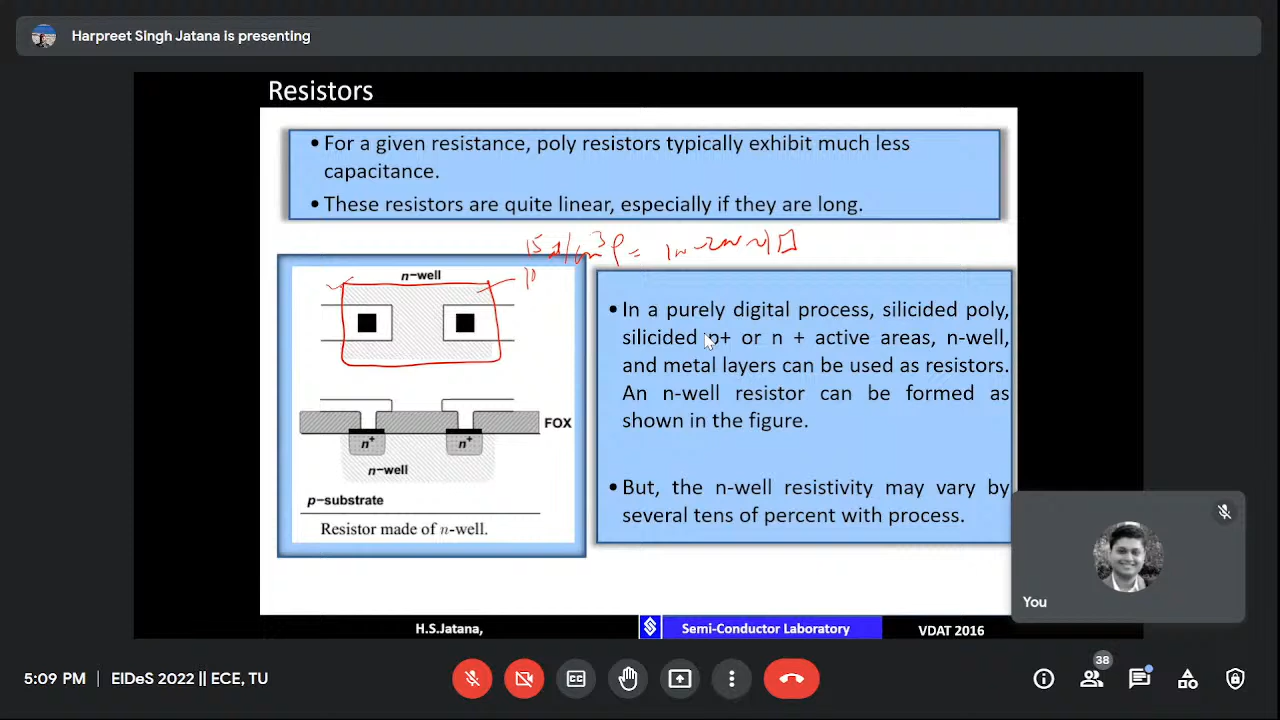 Harpreet Singh Jatana is presenting
Resistors
• For a given resistance, poly resistors typically exhibit much less
capacitance.
• These resistors are quite linear, especially if they are long.
n-well
FOX
n+
n+
n-well
p-substrate
Resistor made of n-well.
• In a purely digital process, silicided poly,
silicided p+ or n + active areas, n-well,
and metal layers can be used as resistors.
An n-well resistor can be formed as
shown in the figure.
• But, the n-well resistivity may vary by
several tens of percent with process.
H.S.Jatana,
Semi-Conductor Laboratory
VDAT 2016
You
5:09 PM | EIDeS 2022 || ECE, TU
CC
38